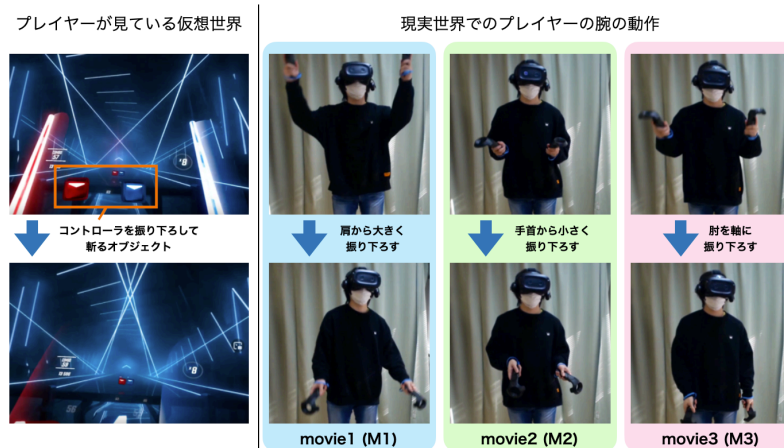 プレイヤーが見ている仮想世界
現実世界でのプレイヤーの腕の動作
コントローラを振り下ろして
斬るオブジェクト
肩から大きく
振り下ろす
手首から小さく
振り下ろす
肘を軸に
振り下ろす
movie1 (M1)
movie2 (M2)
movie3 (M3)